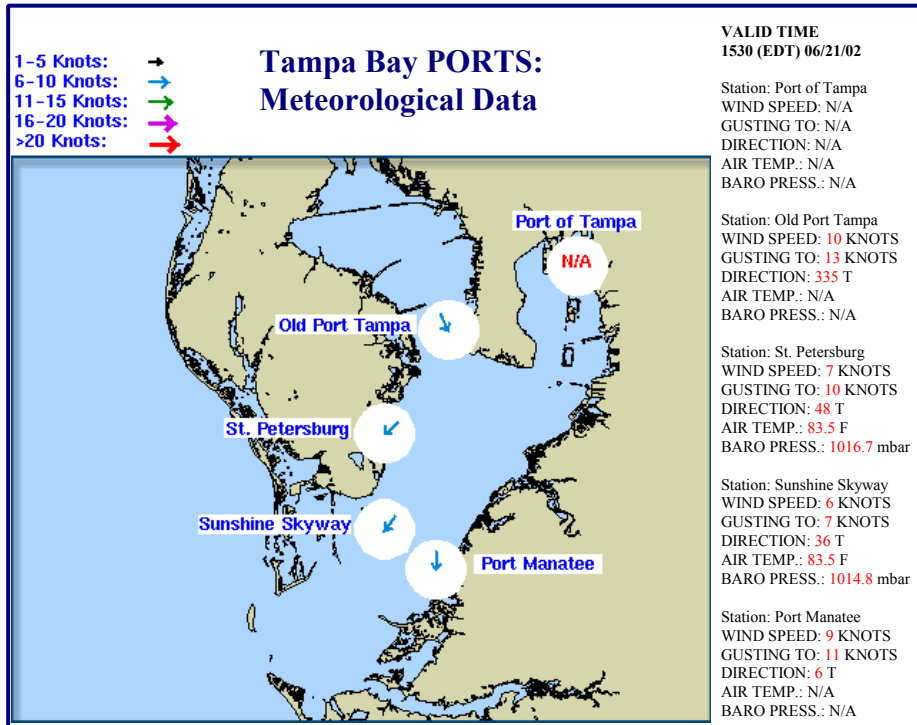 1-5 Knots:
6-10 Knots:
11-15 Knots:
16-20 Knots:
>20 Knots:
Tampa Bay PORTS:
Meteorological Data
Port of Tampa
N/A
Old Port Tampa
St. Petersburg
Sunshine Skyway
Port Manatee
VALID TIME
1530 (EDT) 06/21/02
Station: Port of Tampa
WIND SPEED: N/A
GUSTING TO: N/A
DIRECTION: N/A
AIR TEMP.: N/A
BARO PRESS.: N/A
Station: Old Port Tampa
WIND SPEED: 10 KNOTS
GUSTING TO: 13 KNOTS
DIRECTION: 335 T
AIR TEMP.: N/A
BARO PRESS.: N/A
Station: St. Petersburg
WIND SPEED: 7 KNOTS
GUSTING TO: 10 KNOTS
DIRECTION: 48 T
AIR TEMP.: 83.5 F
BARO PRESS.: 1016.7 mbar
Station: Sunshine Skyway
WIND SPEED: 6 KNOTS
GUSTING TO: 7 KNOTS
DIRECTION: 36 T
AIR TEMP.: 83.5 F
BARO PRESS.: 1014.8 mbar
Station: Port Manatee
WIND SPEED: 9 KNOTS
GUSTING TO: 11 KNOTS
DIRECTION: 6 T
AIR TEMP.: N/A
BARO PRESS.: N/A